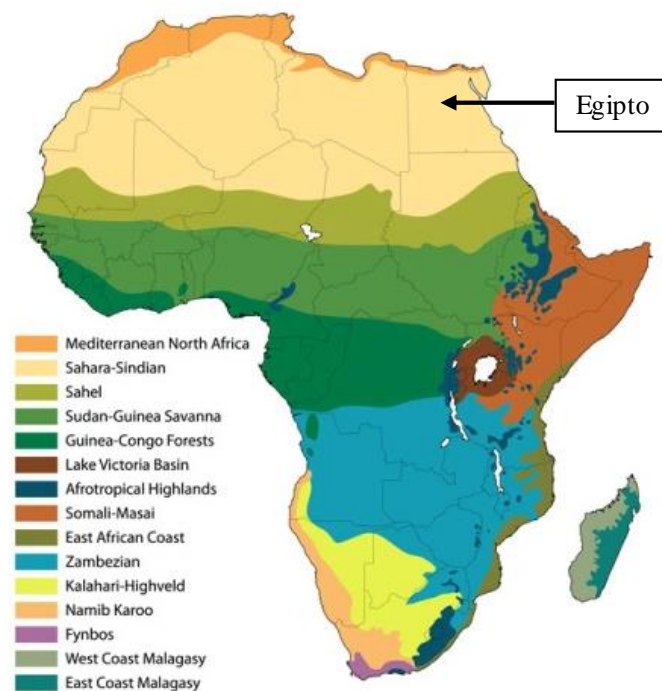 Egipto
Mediterranean North Africa
Sahara-Sindian
Sahel
Sudan-Guinea Savanna
Guinea-Congo Forests
Lake Victoria Basin
Afrotropical Highlands
Somali-Masai
East African Coast
Zambezian
Kalahari-Highveld
Namib Karoo
Fynbos
West Coast Malagasy
East Coast Malagasy